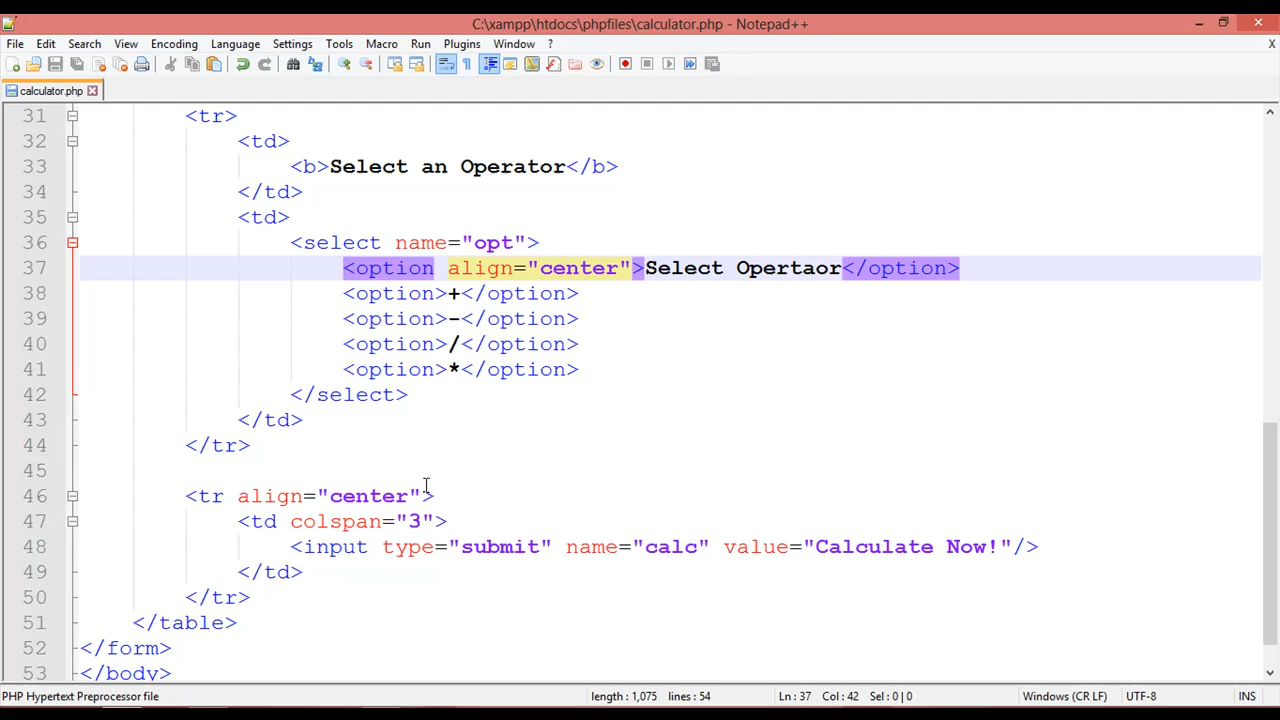 C:\xampp\htdocs\phpfiles\calculator.php - Notepad++
File Edit Search View Encoding Language Settings Tools Macro Run Plugins Window ? X
calculator.php
31 <tr>
32 <td>
33 <b>Select an Operator</b>
34 </td>
35 <td>
36 <select name="opt">
37 <option align="center">Select Opertaor</option>
38 <option>+</option>
39 <option>-</option>
40 <option>/</option>
41 <option>*</option>
42 </select>
43 </td>
44 </tr>
45
46 <tr align="center">
47 <td colspan="3">
48 <input type="submit" name="calc" value="Calculate Now!"/>
49 </td>
50 </tr>
51 </table>
52 </form>
53 </body>
PHP Hypertext Preprocessor file length : 1,075 lines : 54 Ln : 37 Col : 42 Sel : 0 | 0 Windows (CR LF) UTF-8 INS